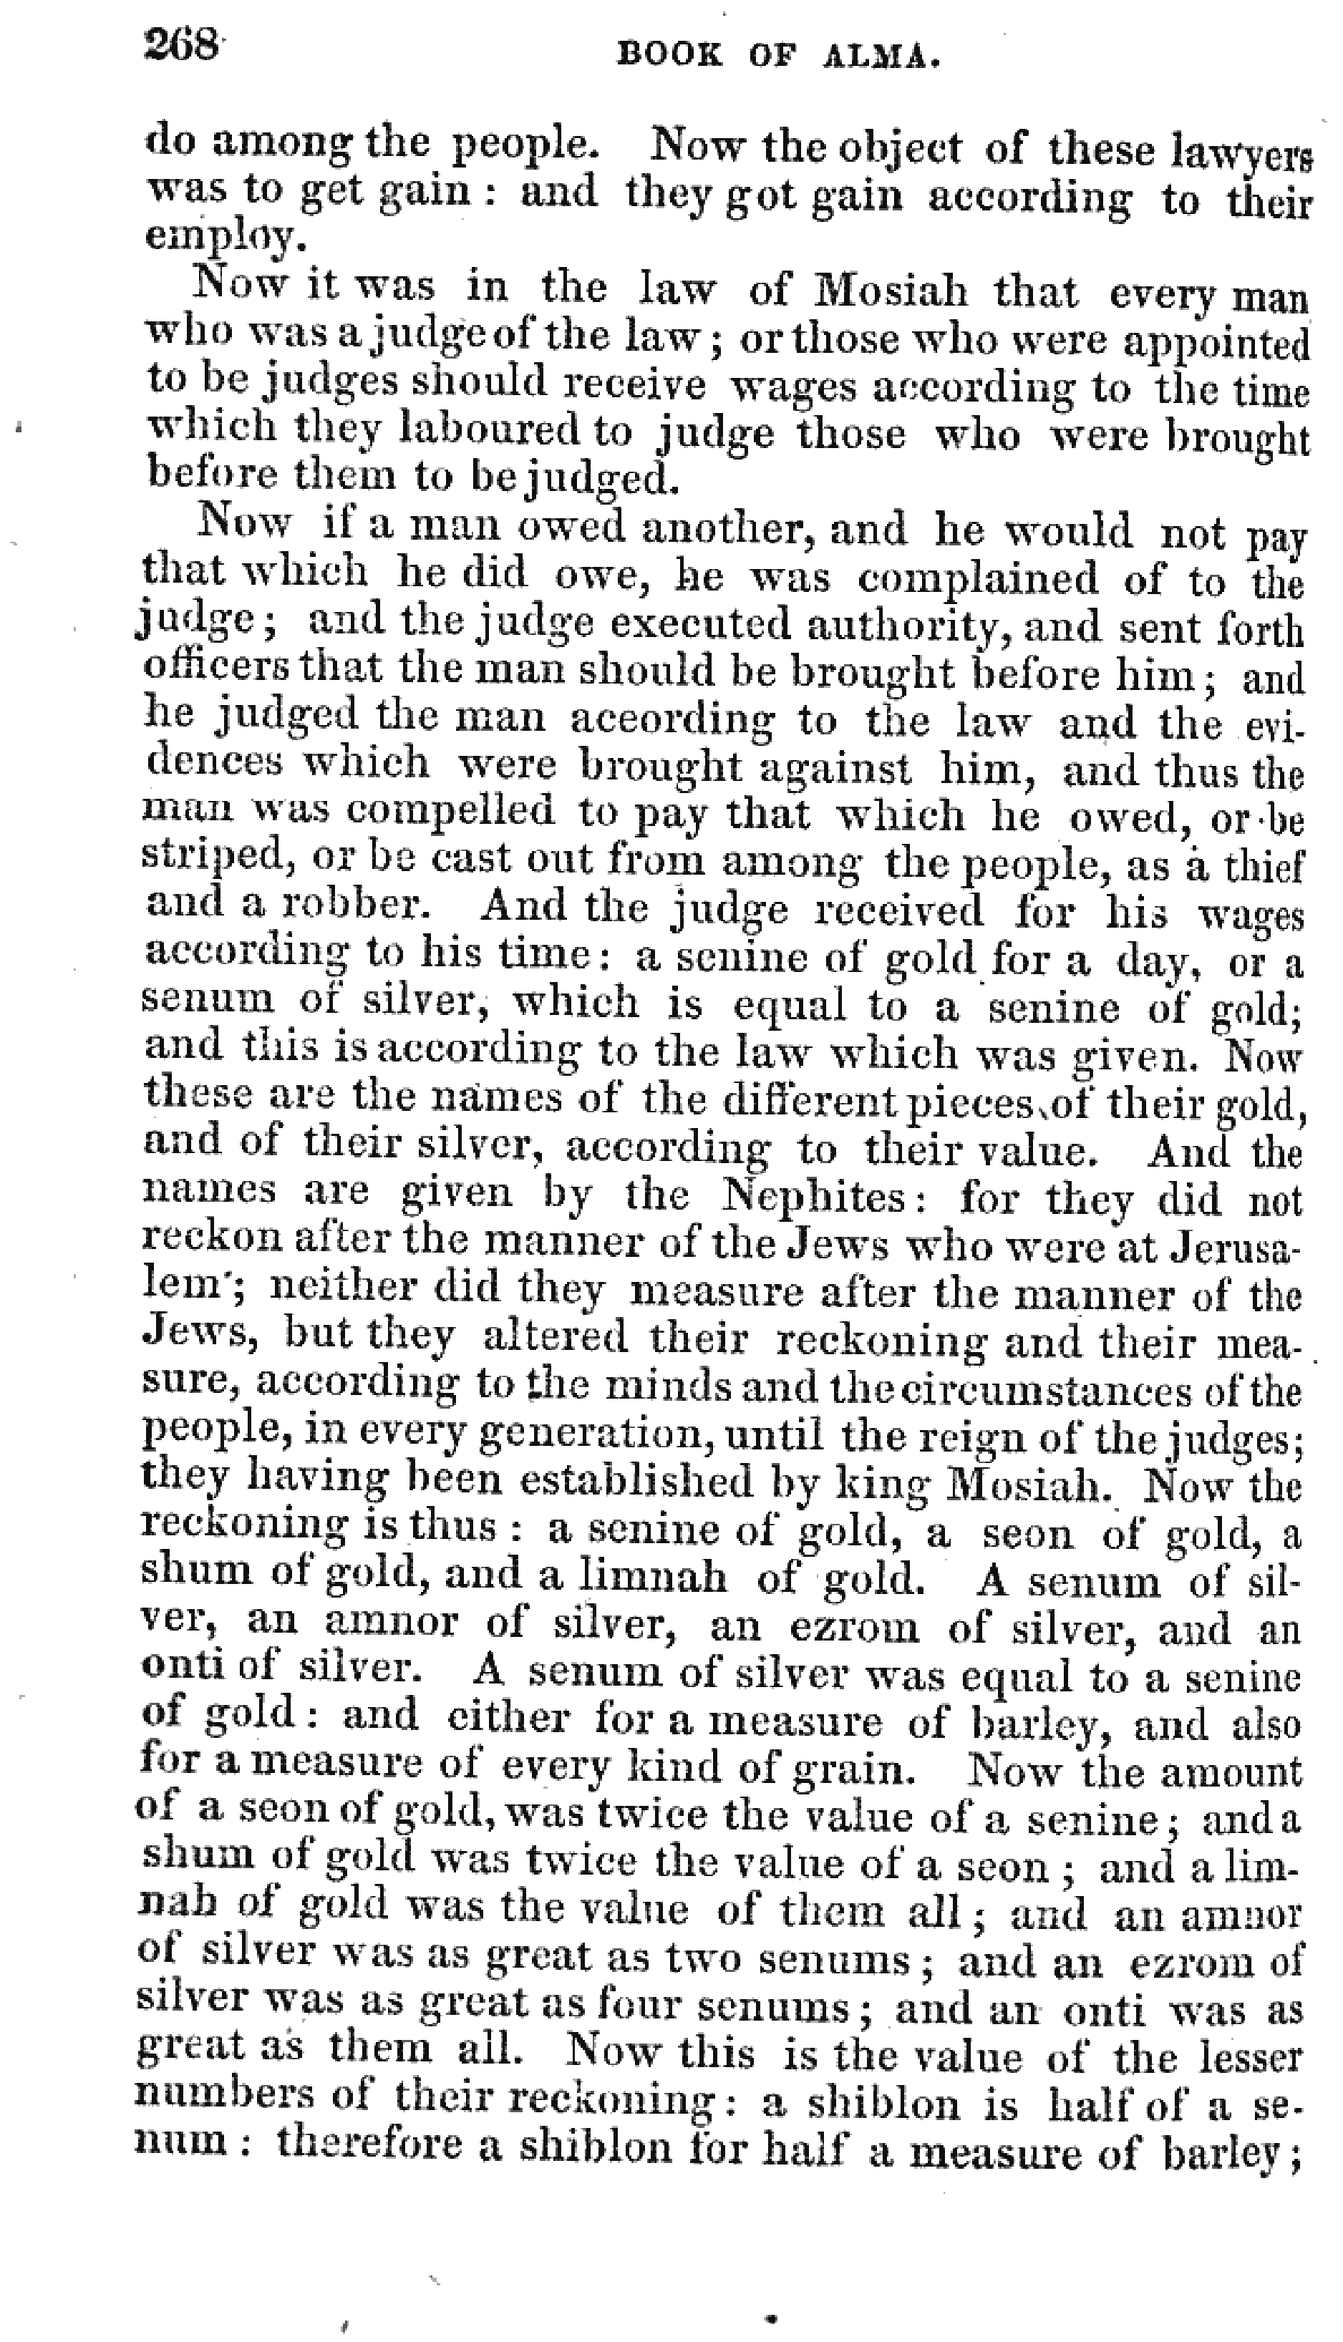 268 BOOK OF ALMA.
do among the people. Now the object of these lawyers
was to get gain : and they got gain according to their
employ.
Now it was in the law of Mosiah that every man
who was a judge of the law ; or those who were appointed
to be judges should receive wages according to the time
which they laboured to judge those who were brought
before them to be judged.
Now if a man owed another, and he would not pay
that which he did owe, he was complained of to the
judge ; and the judge executed authority, and sent forth
officers that the man should be brought before him ; and
he judged the man aceording to the law and the evi-
dences which were brought against him, and thus the
man was compelled to pay that which he owed, or be
striped, or be cast out from among the people, as a thief
and a robber. And the judge received for his wages
according to his time : a senine of gold for a day, or a
senum of silver, which is equal to a senine of gold;
and this is according to the law which was given. Now
these are the names of the different pieces of their gold,
and of their silver, according to their value. And the
names are given by the Nephites : for they did not
reckon after the manner of the Jews who were at Jerusa-
lem ; neither did they measure after the manner of the
Jews, but they altered their reckoning and their mea-
sure, according to the minds and the circumstances of the
people, in every generation, until the reign of the judges;
they having been established by king Mosiah. Now the
reckoning is thus : a senine of gold, a seon of gold, a
shum of gold, and a limnah of gold. A senum of sil-
ver, an amnor of silver, an ezrom of silver, and an
onti of silver. A senum of silver was equal to a senine
of gold : and either for a measure of barley, and also
for a measure of every kind of grain. Now the amount
of a seon of gold, was twice the value of a senine ; and a
shum of gold was twice the value of a seon ; and a lim-
nah of gold was the value of them all ; and an amnor
of silver was as great as two senums ; and an ezrom of
silver was as great as four senums ; and an onti was as
great as them all. Now this is the value of the lesser
numbers of their reckoning : a shiblon is half of a se-
num : therefore a shiblon for half a measure of barley ;